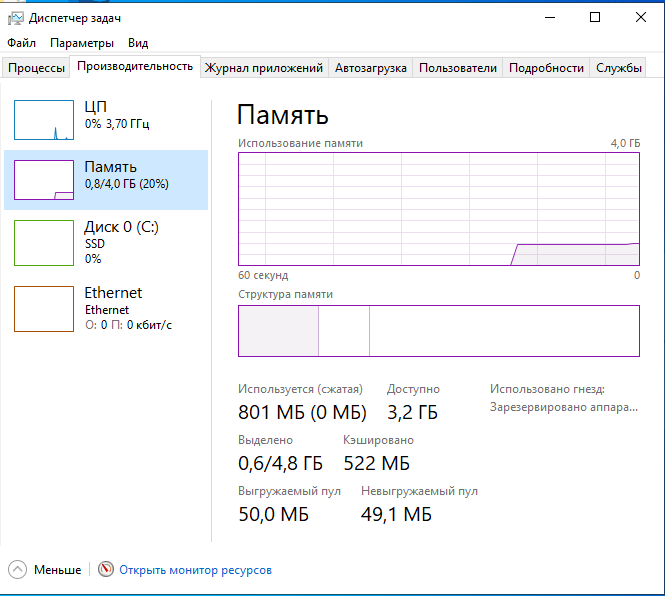 Диспетчер задач
Файл Параметры Вид
Процессы Производительность Журнал приложений Автозагрузка Пользователи Подробности Службы
ЦП
0% 3,70 ГГц
Память
0,8/4,0 ГБ (20%)
Диск 0 (C:)
SSD
0%
Ethernet
Ethernet
О: 0 П: 0 кбит/с
Память
Использование памяти 4,0 ГБ
60 секунд 0
Структура памяти
Используется (сжатая) Доступно Использовано гнезд:
801 МБ (0 МБ) 3,2 ГБ Зарезервировано аппара...
Выделено Кэшировано
0,6/4,8 ГБ 522 МБ
Выгружаемый пул Невыгружаемый пул
50,0 МБ 49,1 МБ
Меньше Открыть монитор ресурсов